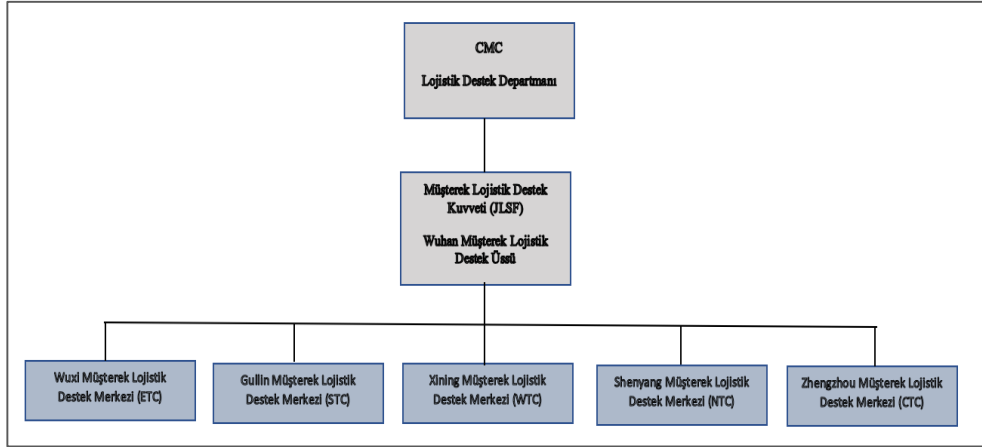 CMC
Lojistik Destek Departmanı
Müşterek Lojistik Destek
Kuvveti (JLSF)
Wuhan Müşterek Lojistik
Destek Üssü
Wuxi Müşterek Lojistik
Destek Merkezi (ETC)
Gullin Müşterek Lojistik
Destek Merkezi (STC)
Xining Müşterek Lojistik
Destek Merkezi (WTC)
Shenyang Müşterek Lojistik
Destek Merkezi (NTC)
Zhengzhou Müşterek Lojistik
Destek Merkezi (CTC)